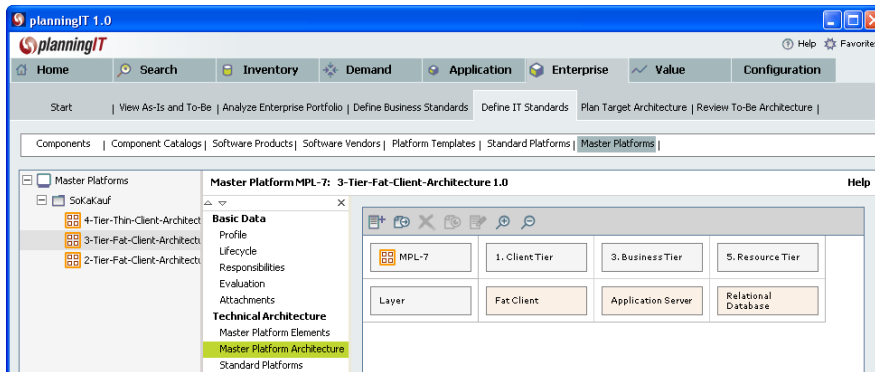 planningIT 1.0
planningIT
Help Favorite
Home Search Inventory Demand Application Enterprise Value Configuration
Start | View As-Is and To-Be | Analyze Enterprise Portfolio | Define Business Standards Define IT Standards Plan Target Architecture | Review To-Be Architecture |
Components | Component Catalogs | Software Products | Software Vendors | Platform Templates | Standard Platforms | Master Platforms |
Master Platforms
SoKaKauf
4-Tier-Thin-Client-Architect
3-Tier-Fat-Client-Architectu
2-Tier-Fat-Client-Architectu
Master Platform MPL-7: 3-Tier-Fat-Client-Architecture 1.0 Help
Basic Data
Profile
Lifecycle
Responsibilities
Evaluation
Attachments
Technical Architecture
Master Platform Elements
Master Platform Architecture
Standard Platforms
MPL-7 1. Client Tier 3. Business Tier 5. Resource Tier
Layer Fat Client Application Server Relational
Database